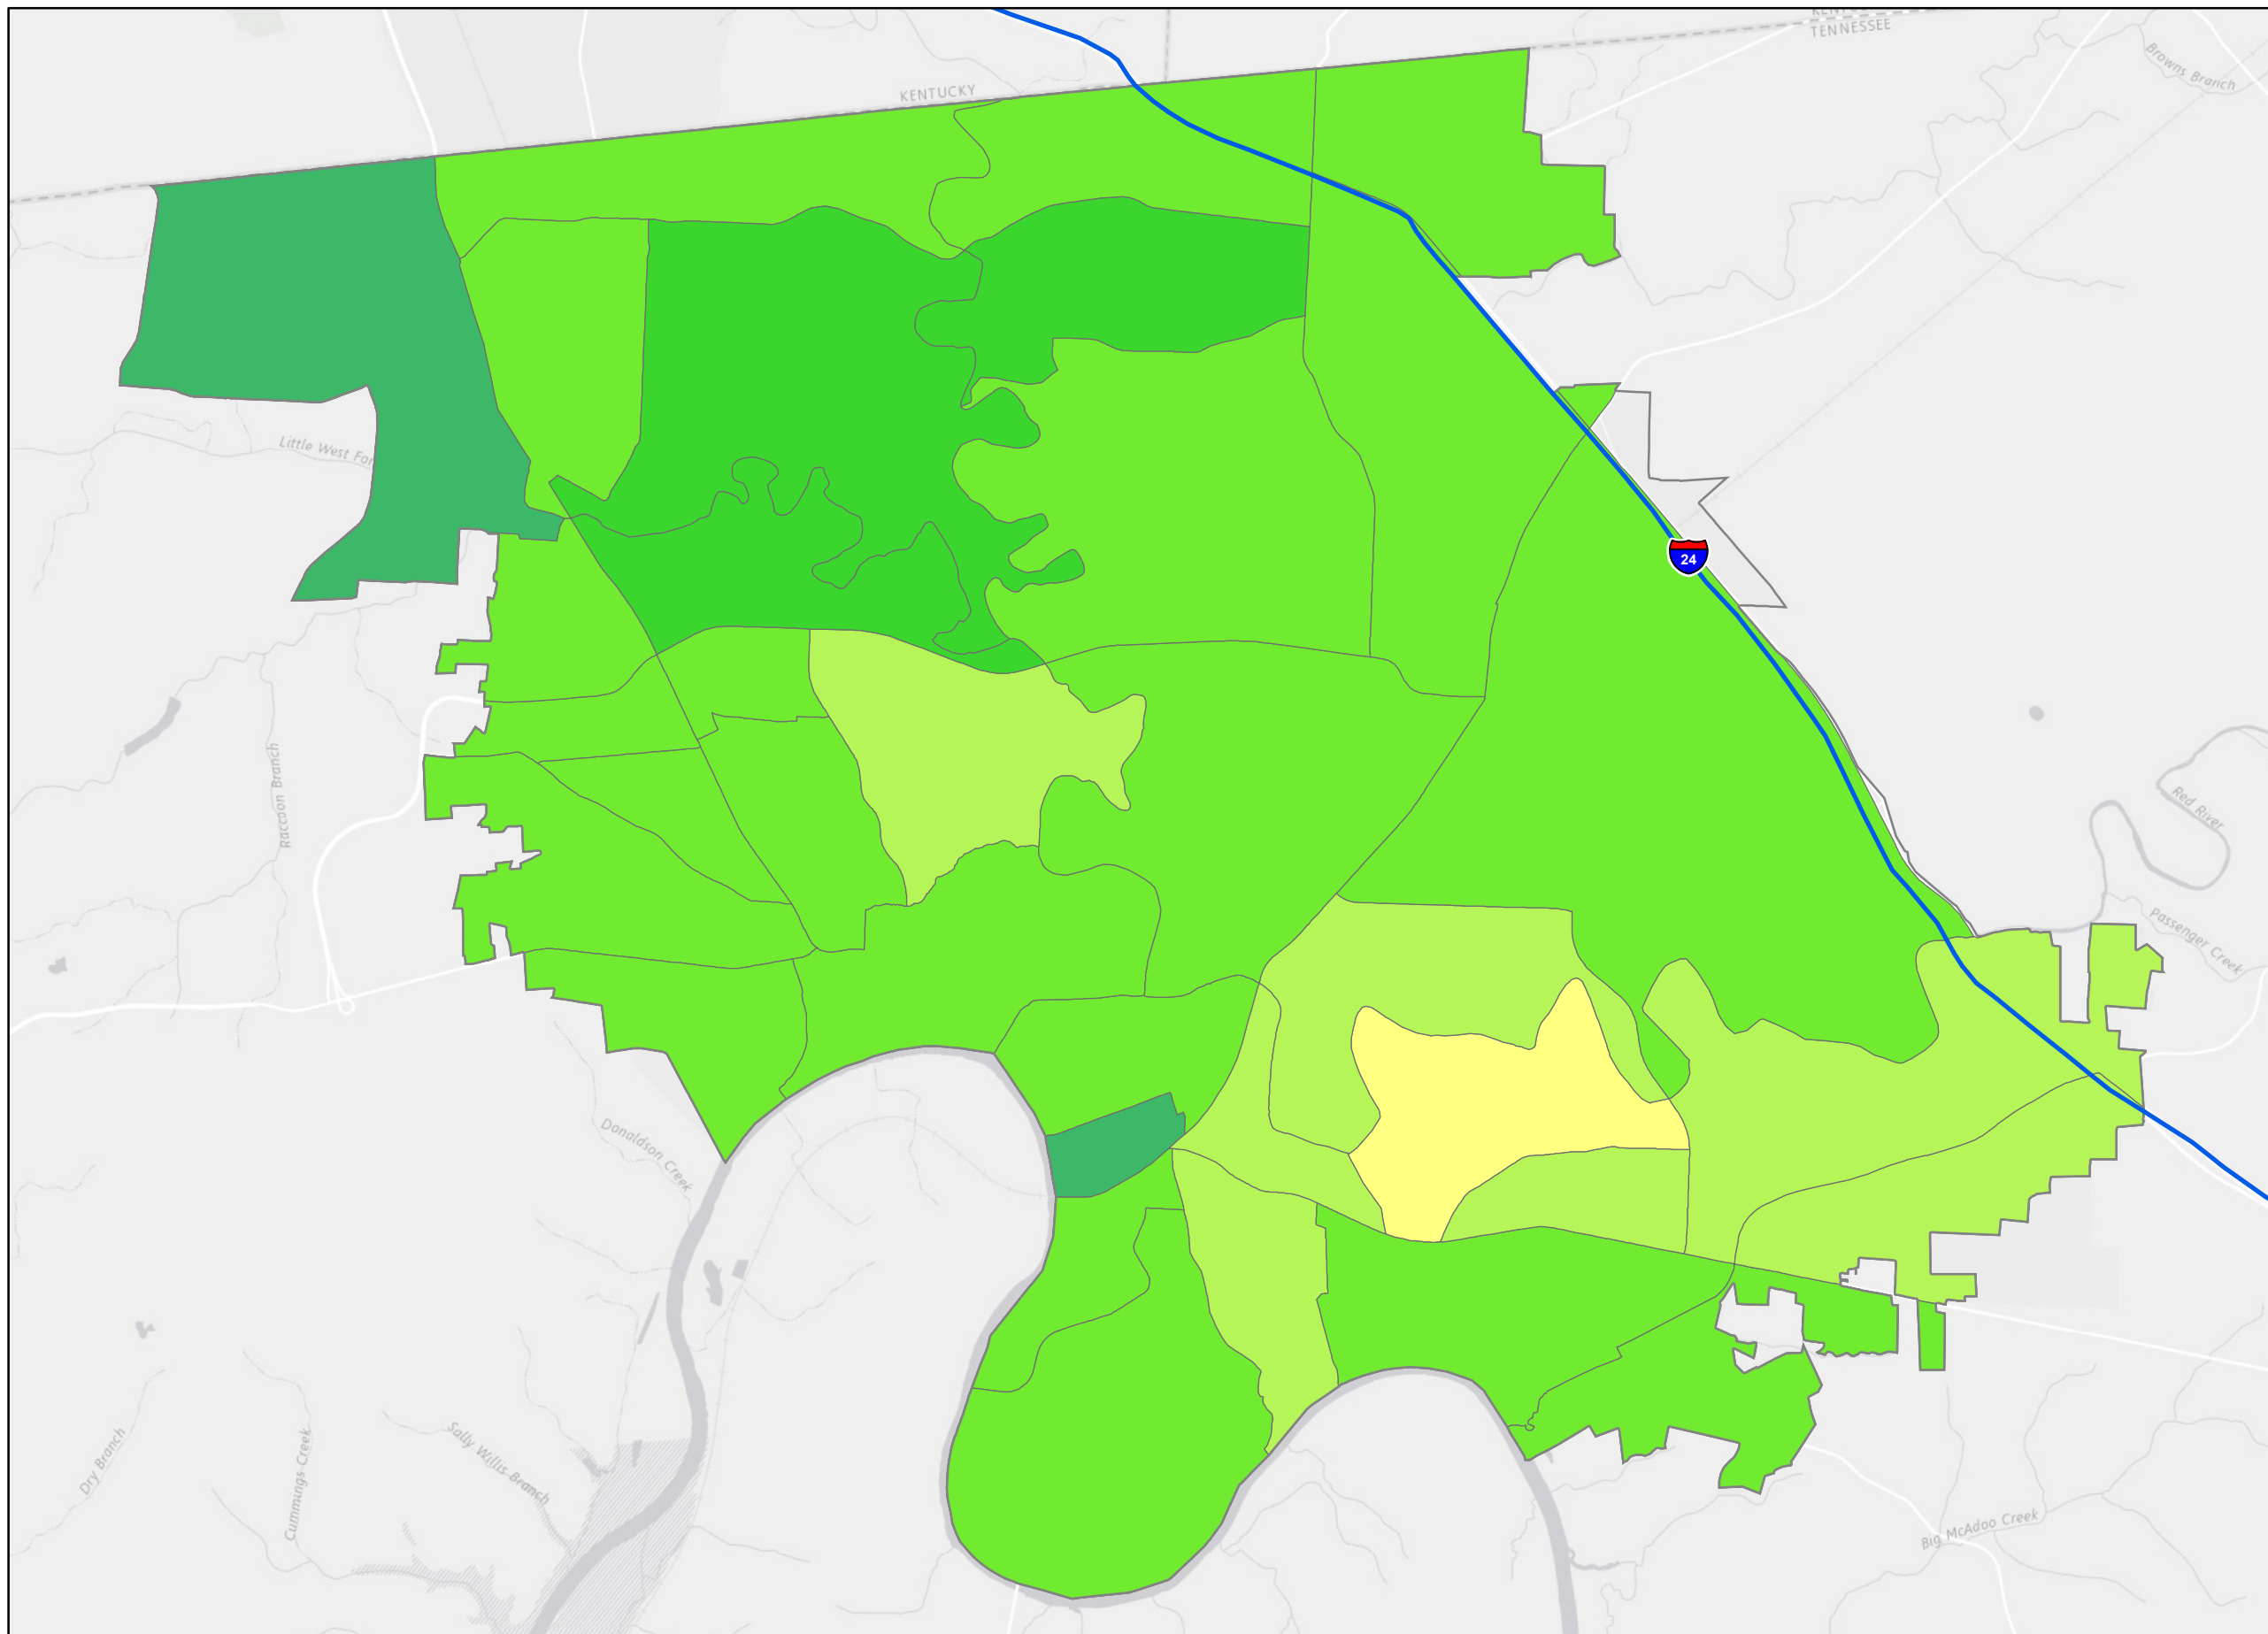 TENNESSEE
Browns Branch
KENTUCKY
Little West For
24
Raccoon Branch
Red River
Passenger Creek
Donaldson Creek
Dry Branch
Cummings Creek
Sally Willis Branch
Big McAdoo Creek